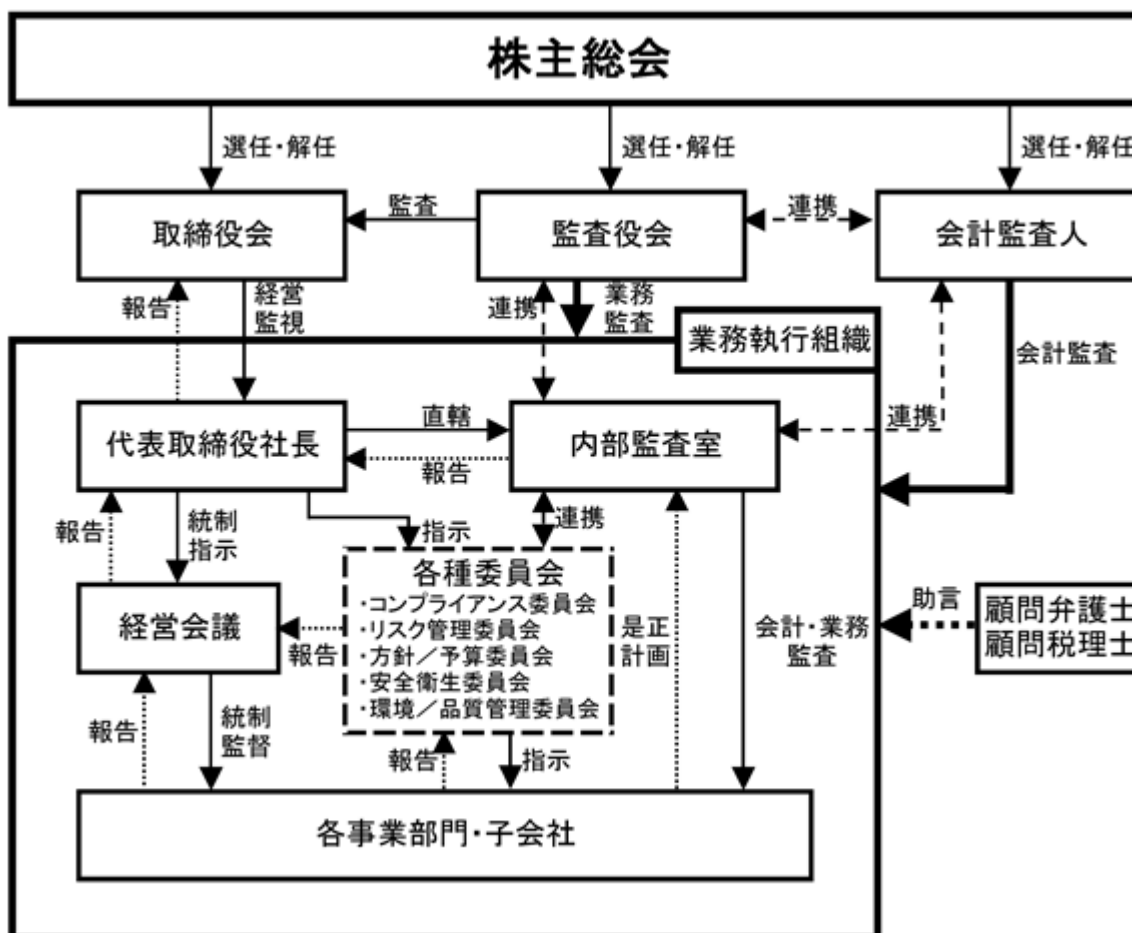 株主総会
選任・解任
選任・解任
選任・解任
取締役会
監査
監査役会
連携
会計監査人
報告
経営
監視
連携
業務
監査
業務執行組織
会計監査
代表取締役社長
直轄
報告
内部監査室
連携
報告
統制
指示
指示
連携
経営会議
報告
各種委員会
・コンプライアンス委員会
・リスク管理委員会
・方針／予算委員会
・安全衛生委員会
・環境／品質管理委員会
是正
計画
会計・業務
監査
助言
顧問弁護士
顧問税理士
報告
統制
監督
報告
指示
各事業部門・子会社